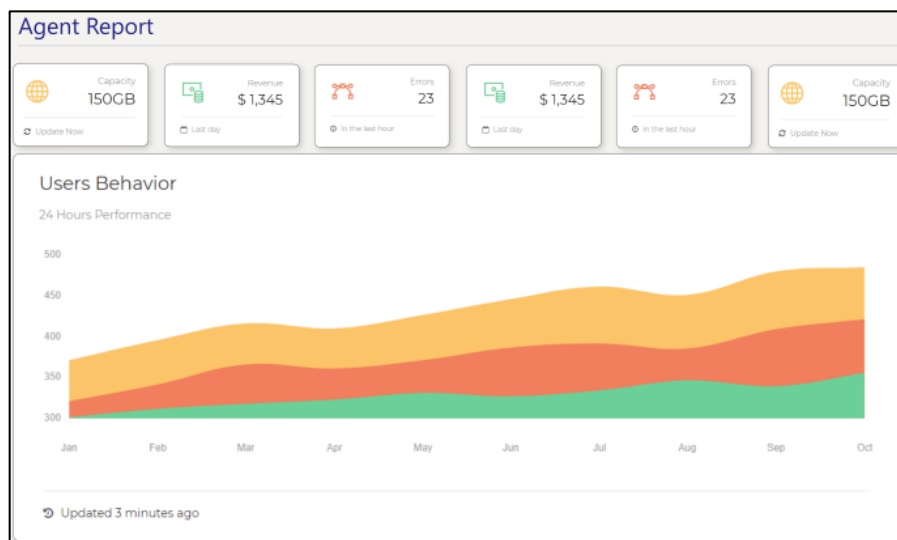 Agent Report
Capacity
150GB
Update Now
Revenue
$ 1,345
Last day
Errors
23
In the last hour
Revenue
$ 1,345
Last day
Errors
23
In the last hour
Capacity
150GB
Update Now
Users Behavior
24 Hours Performance
500
450
400
350
300
Jan Feb Mar Apr May Jun Jul Aug Sep Oct
Updated 3 minutes ago